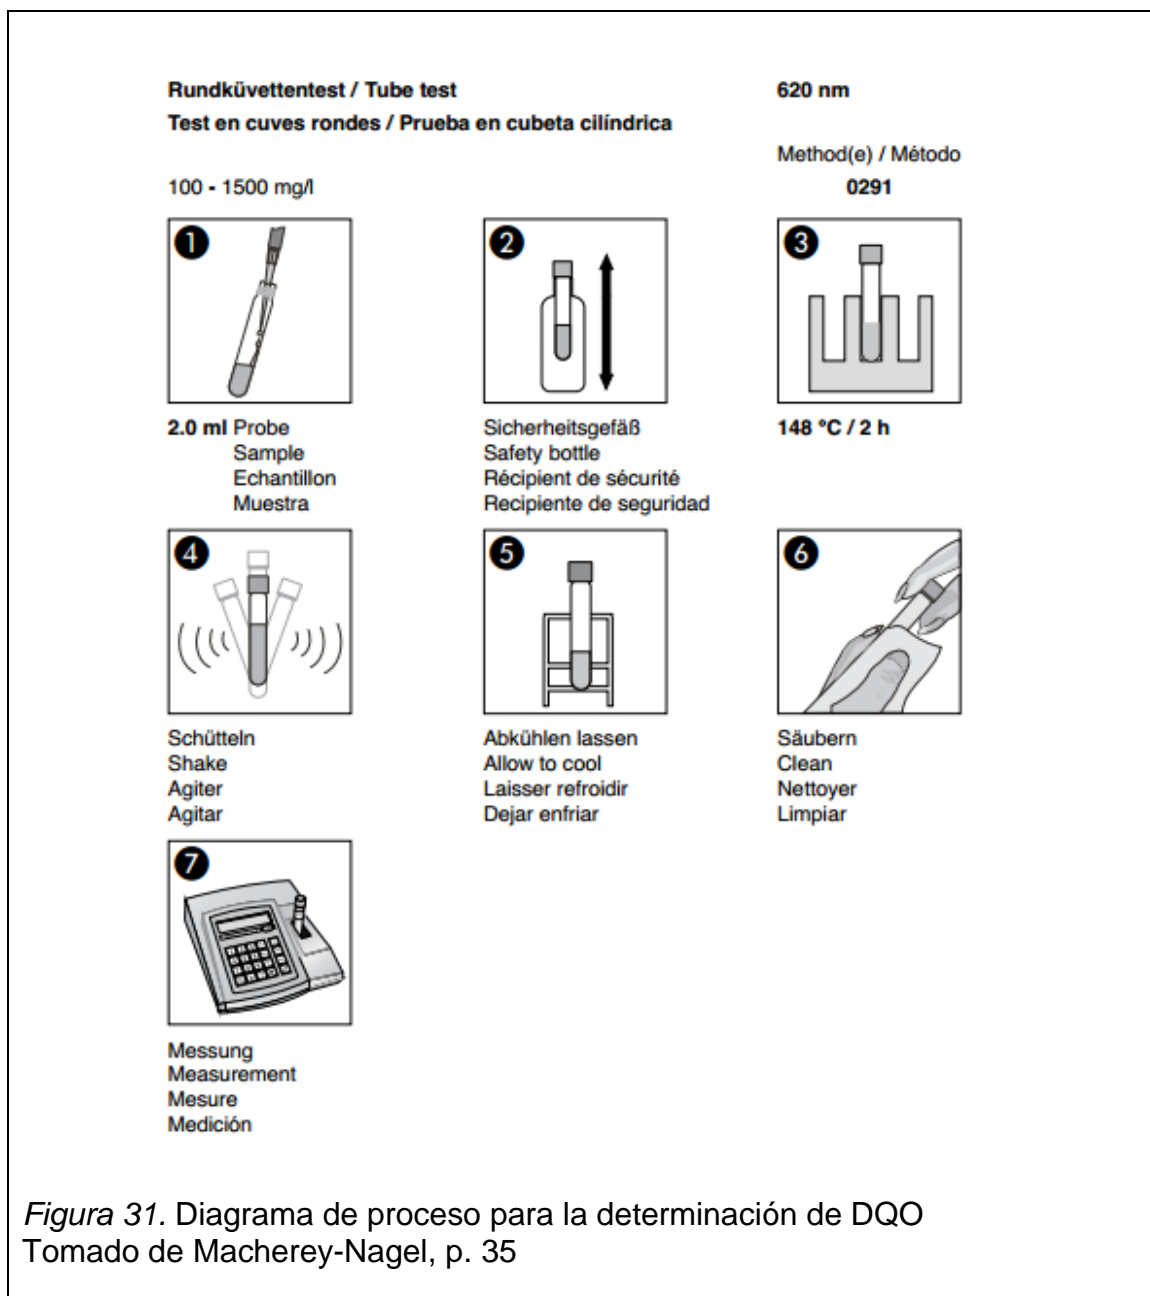 Rundküvettentest / Tube test
620 nm
Test en cuves rondes / Prueba en cubeta cilíndrica
Method(e) / Método
100 - 1500 mg/l
0291
1
2
3
2.0 ml Probe
Sample
Echantillon
Muestra
Sicherheitsgefäß
Safety bottle
Récipient de sécurité
Recipiente de seguridad
148 °C / 2 h
4
5
6
Schütteln
Shake
Agiter
Agitar
Abkühlen lassen
Allow to cool
Laisser refroidir
Dejar enfriar
Säubern
Clean
Nettoyer
Limpiar
7
Messung
Measurement
Mesure
Medición
Figura 31. Diagrama de proceso para la determinación de DQO
Tomado de Macherey-Nagel, p. 35